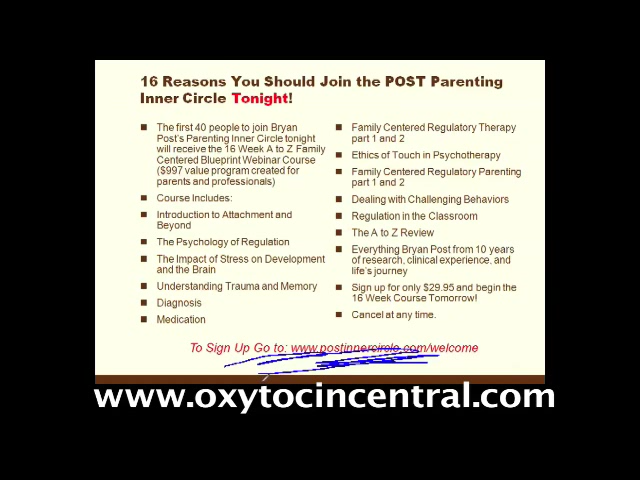 16 Reasons You Should Join the POST Parenting
Inner Circle Tonight!
The first 40 people to join Bryan
Post's Parenting Inner Circle tonight
will receive the 16 Week A to Z Family
Centered Blueprint Webinar Course
($997 value program created for
parents and professionals)
Course Includes:
Introduction to Attachment and
Beyond
The Psychology of Regulation
The Impact of Stress on Development
and the Brain
Understanding Trauma and Memory
Diagnosis
Medication
Family Centered Regulatory Therapy
part 1 and 2
Ethics of Touch in Psychotherapy
Family Centered Regulatory Parenting
part 1 and 2
Dealing with Challenging Behaviors
Regulation in the Classroom
The A to Z Review
Everything Bryan Post from 10 years
of research, clinical experience, and
life's journey
Sign up for only $29.95 and begin the
16 Week Course Tomorrow!
Cancel at any time.
To Sign Up Go to: www.postinnercircle.com/welcome
www.oxytocincentral.com